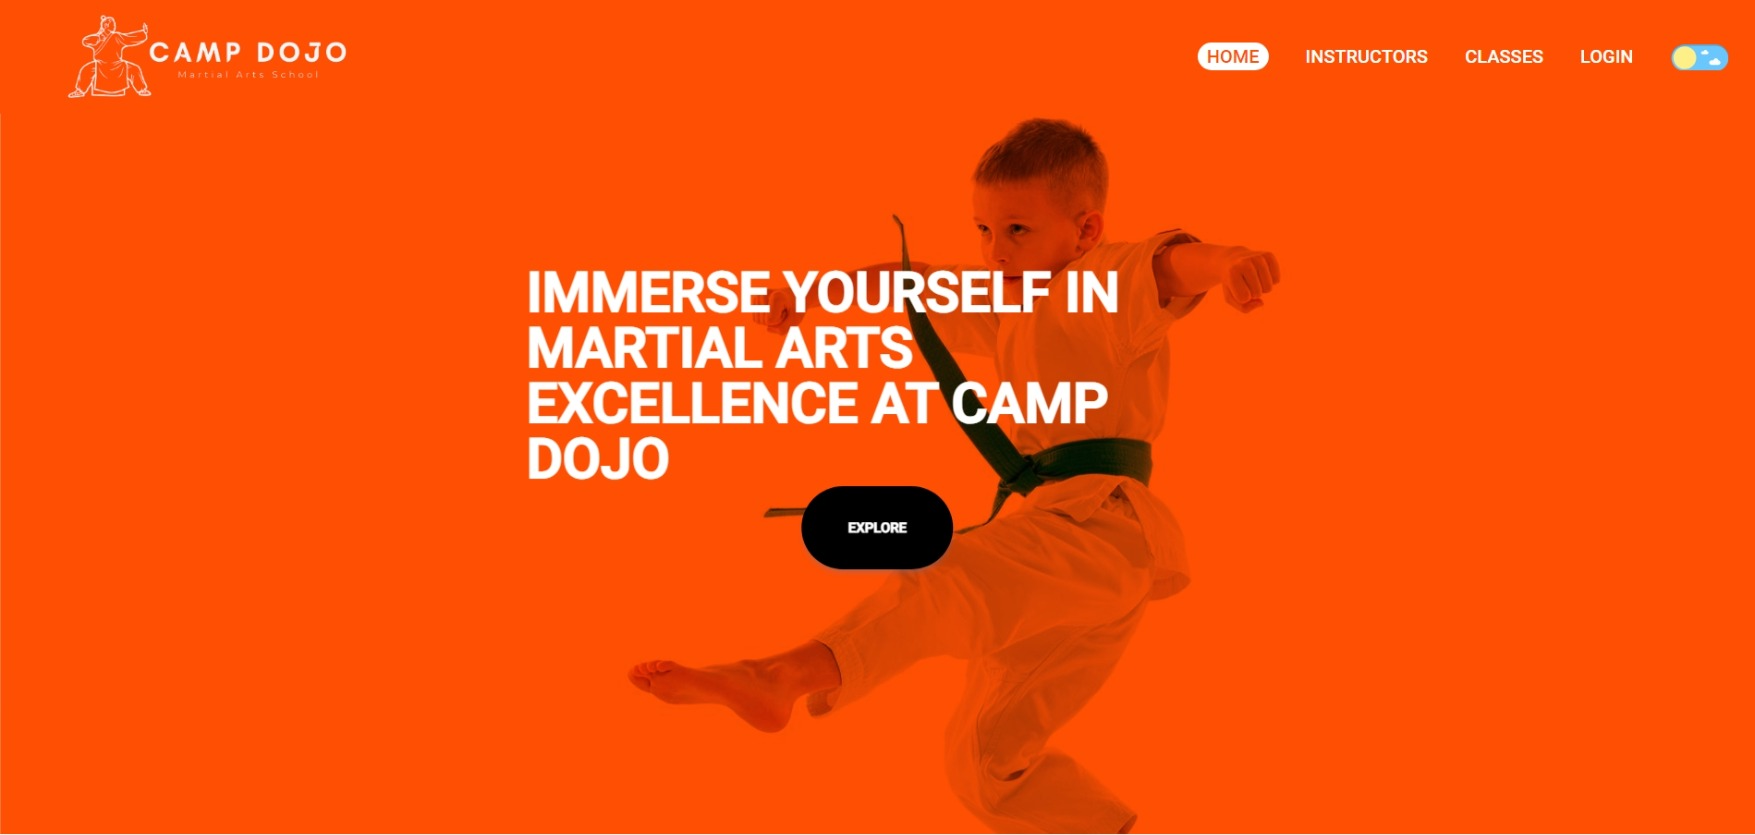 CAMP DOJO
Martial Arts School
HOME
INSTRUCTORS
CLASSES
LOGIN
IMMERSE YOURSELF IN
MARTIAL ARTS
EXCELLENCE AT CAMP
DOJO
EXPLORE